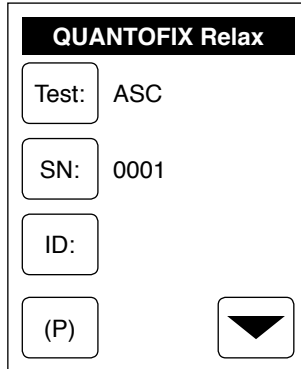 QUANTOFIX Relax
Test: ASC
SN: 0001
ID:
(P)